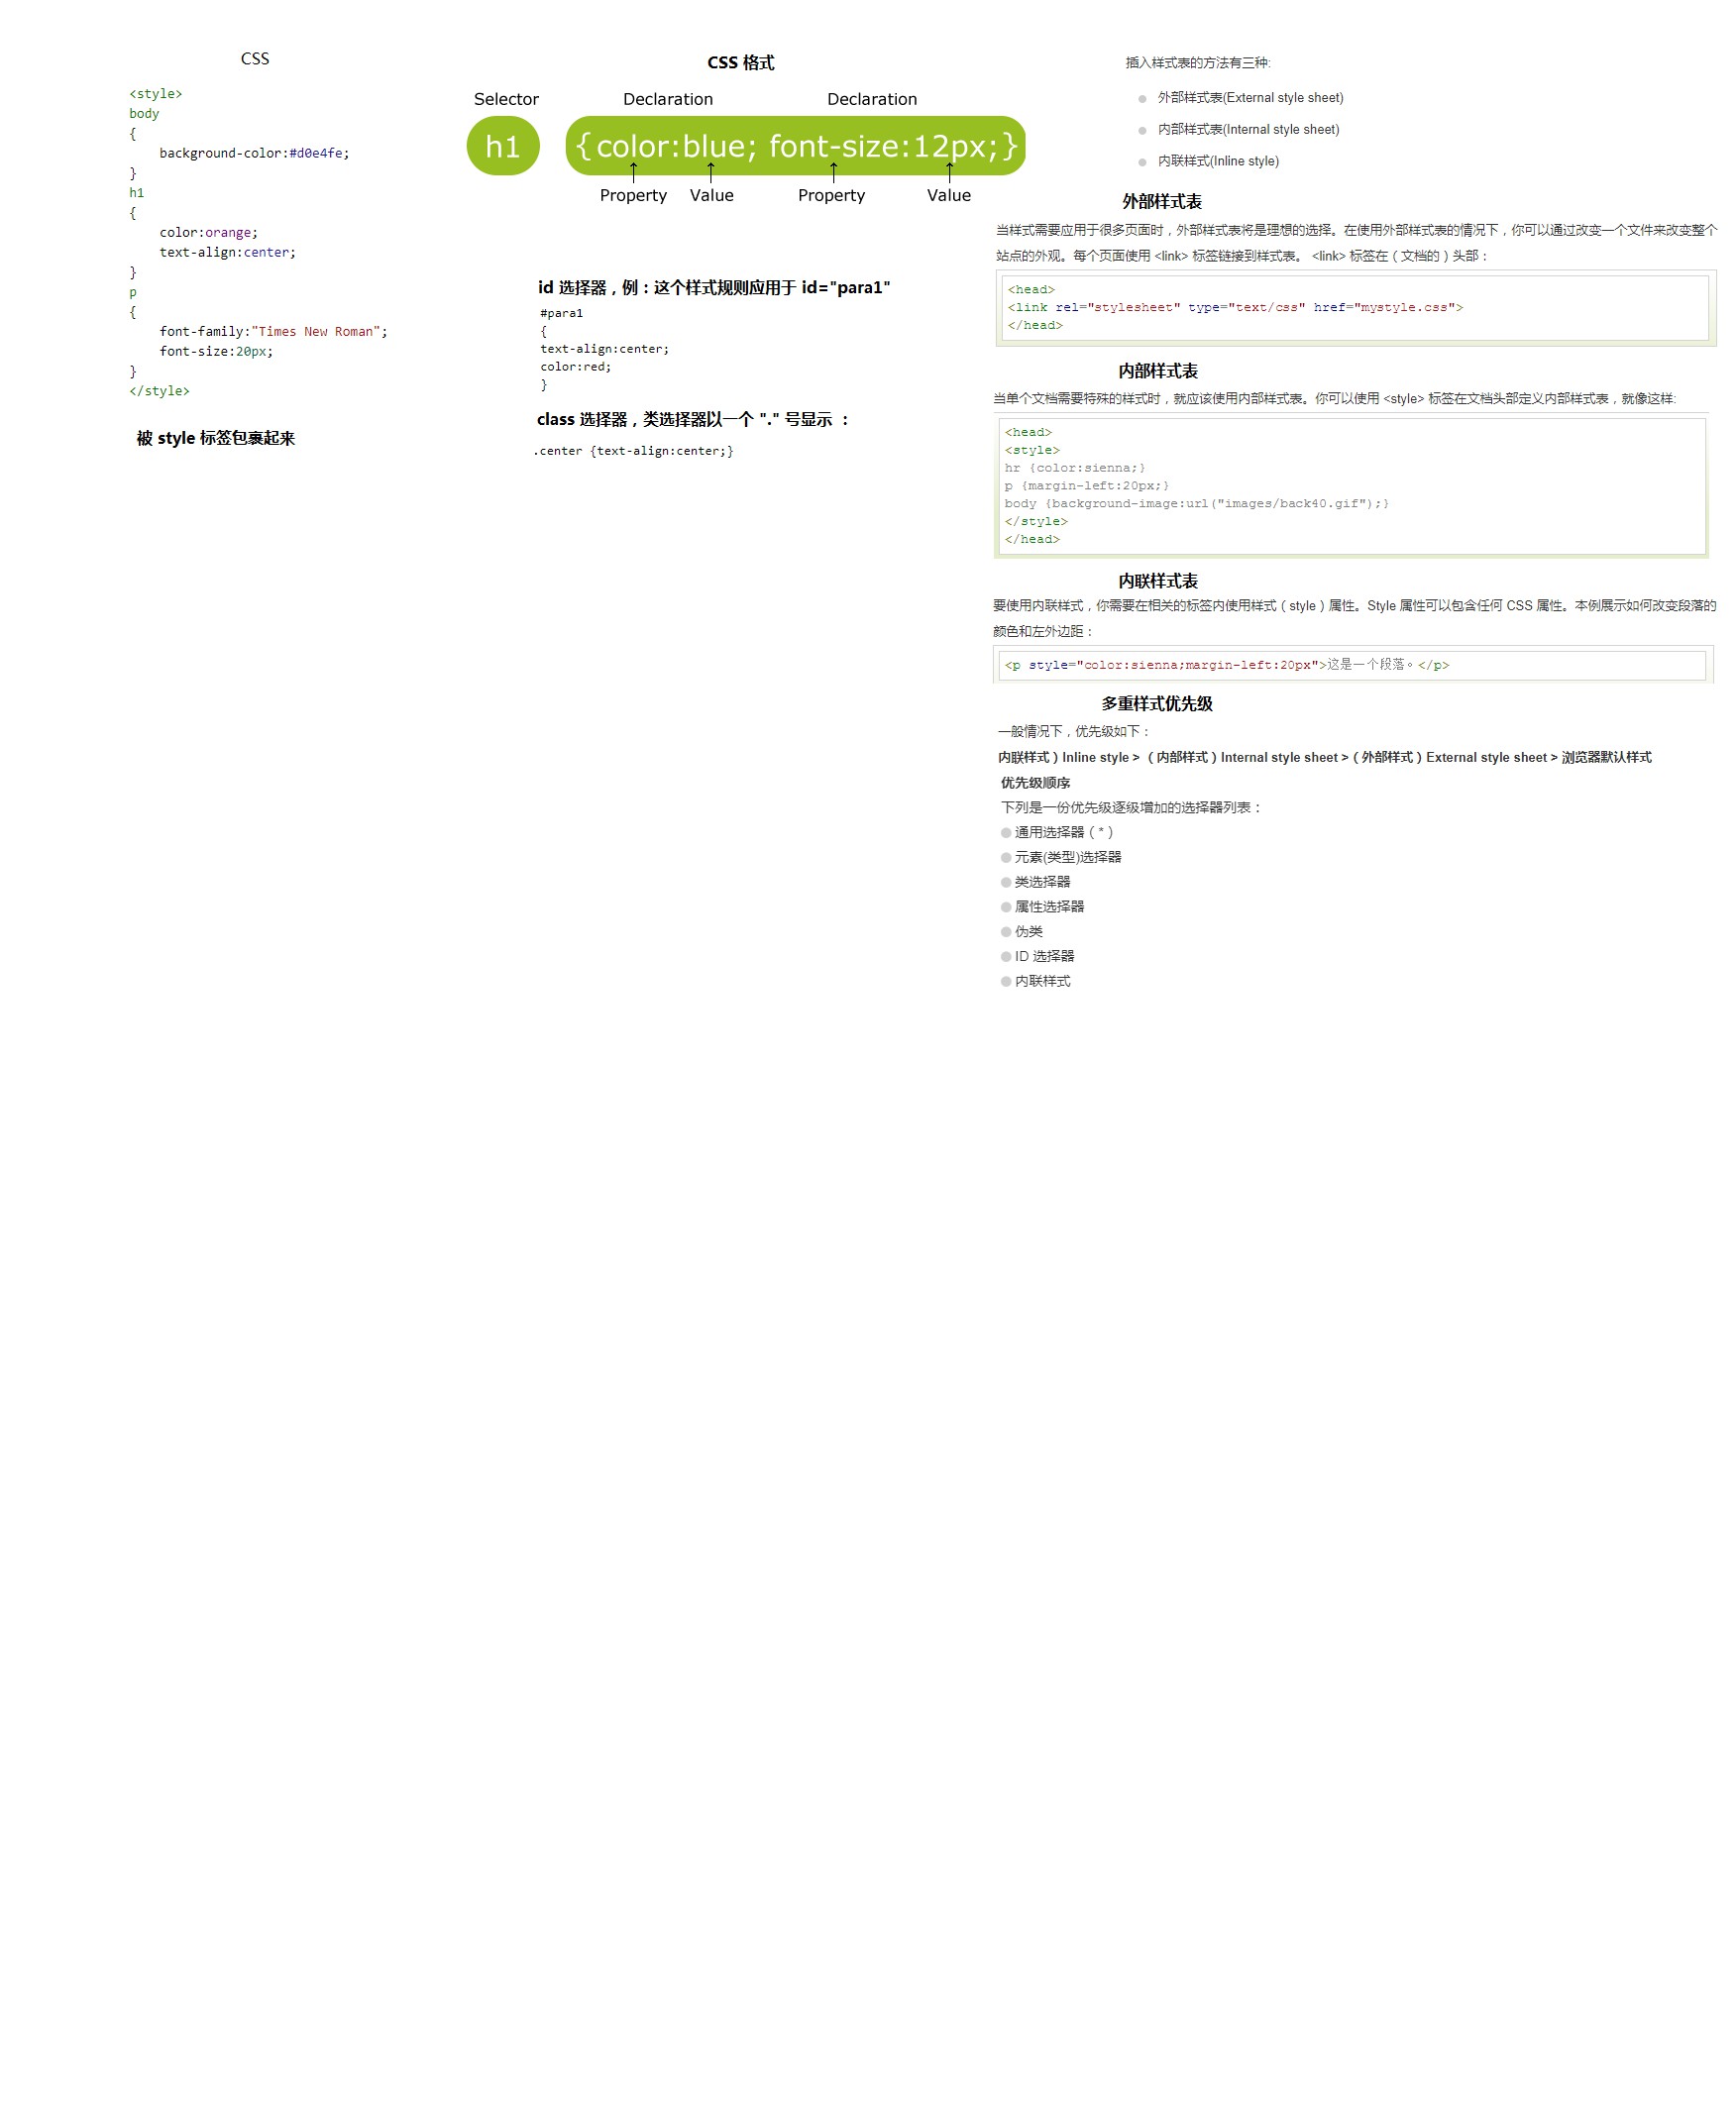 CSS
<style>
body
{
    background-color:#d0e4fe;
}
h1
{
    color:orange;
    text-align:center;
}
p
{
    font-family:"Times New Roman";
    font-size:20px;
}
</style>
被 style 标签包裹起来
CSS 格式
Selector Declaration Declaration
h1 {color:blue; font-size:12px;}
Property Value Property Value
id 选择器，例：这个样式规则应用于 id="para1"
#para1
{
text-align:center;
color:red;
}
class 选择器，类选择器以一个 "." 号显示 ：
.center {text-align:center;}
插入样式表的方法有三种:
外部样式表(External style sheet)
内部样式表(Internal style sheet)
内联样式(Inline style)
外部样式表
当样式需要应用于很多页面时，外部样式表将是理想的选择。在使用外部样式表的情况下，你可以通过改变一个文件来改变整个
站点的外观。每个页面使用 <link> 标签链接到样式表。 <link> 标签在（文档的）头部：
<head>
<link rel="stylesheet" type="text/css" href="mystyle.css">
</head>
内部样式表
当单个文档需要特殊的样式时，就应该使用内部样式表。你可以使用 <style> 标签在文档头部定义内部样式表，就像这样:
<head>
<style>
hr {color:sienna;}
p {margin-left:20px;}
body {background-image:url("images/back40.gif");}
</style>
</head>
内联样式表
要使用内联样式，你需要在相关的标签内使用样式（style）属性。Style 属性可以包含任何 CSS 属性。本例展示如何改变段落的
颜色和左外边距：
<p style="color:sienna;margin-left:20px">这是一个段落。</p>
多重样式优先级
一般情况下，优先级如下：
内联样式）Inline style > （内部样式）Internal style sheet >（外部样式）External style sheet > 浏览器默认样式
优先级顺序
下列是一份优先级逐级增加的选择器列表：
通用选择器（*）
元素(类型)选择器
类选择器
属性选择器
伪类
ID 选择器
内联样式